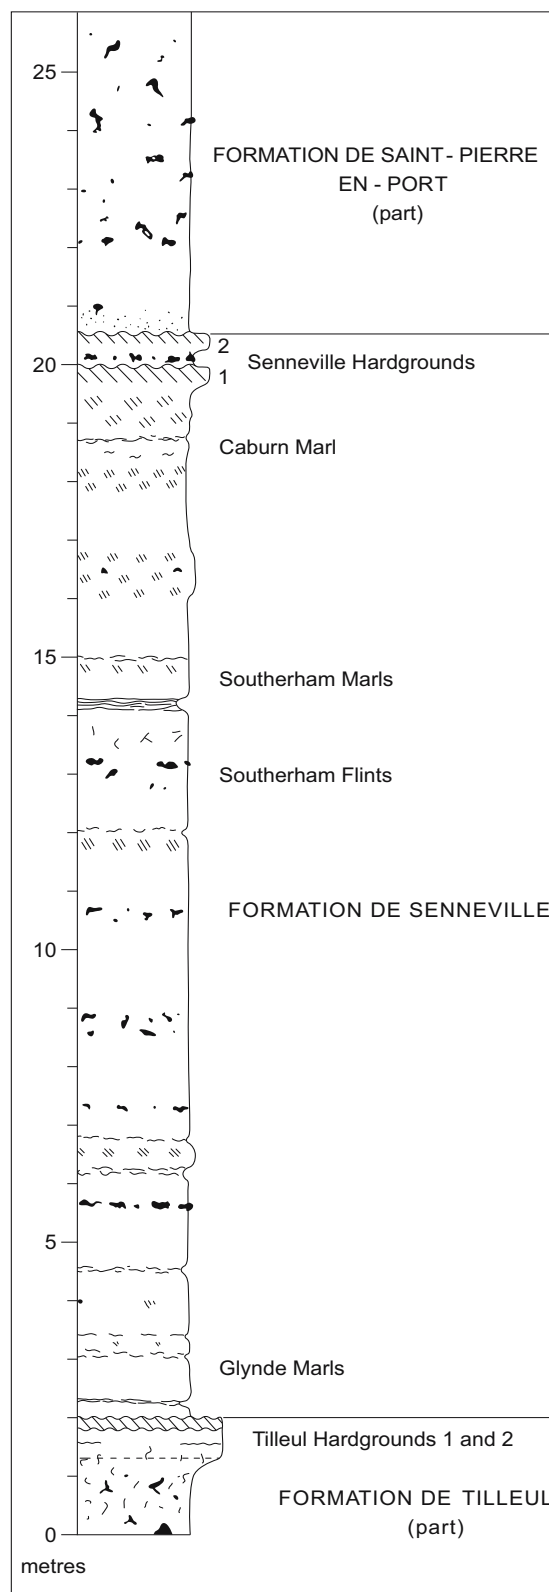 25
FORMATION DE SAINT - PIERRE
EN - PORT
(part)
2
20
Senneville Hardgrounds
1
Caburn Marl
15
Southerham Marls
Southerham Flints
FORMATION DE SENNEVILLE
10
5
Glynde Marls
Tilleul Hardgrounds 1 and 2
FORMATION DE TILLEUL
(part)
0
metres